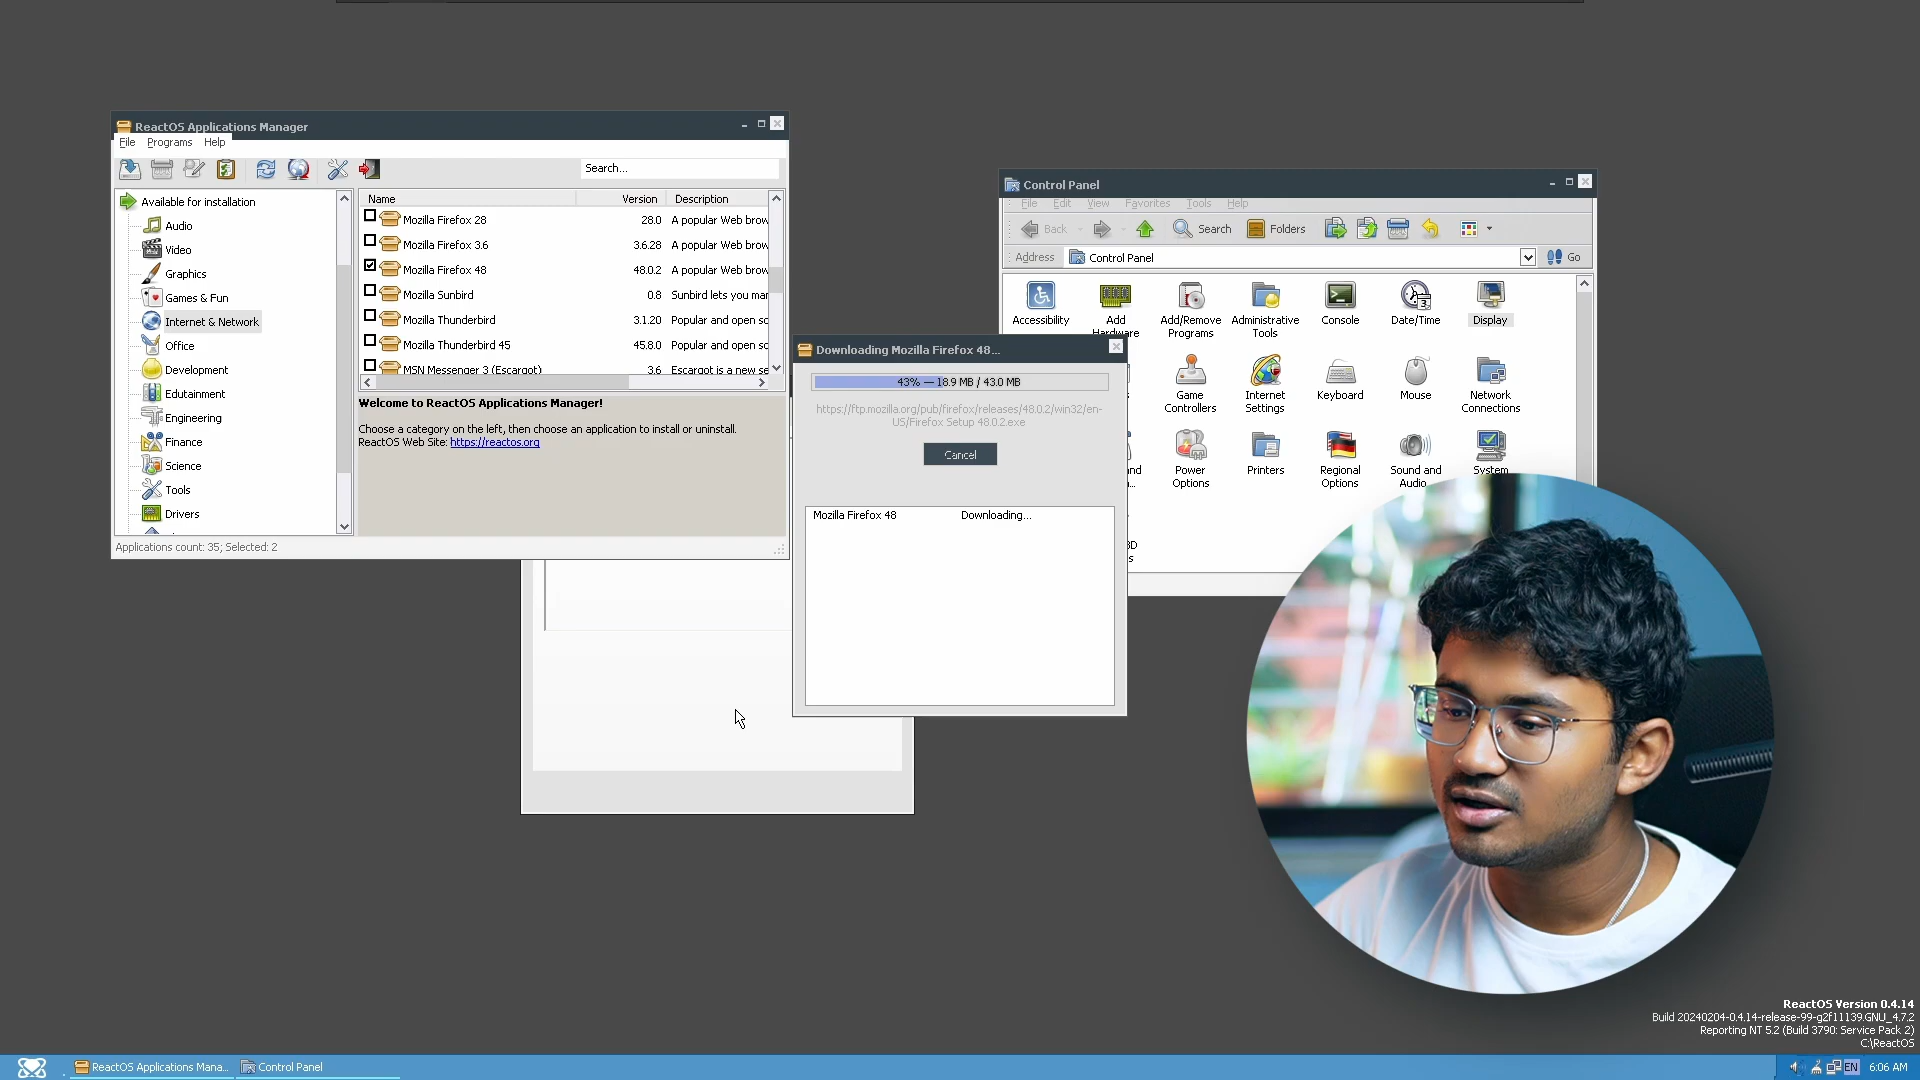 ReactOS Applications Manager
File Programs Help
Search...
Available for installation
Audio
Video
Graphics
Games & Fun
Internet & Network
Office
Development
Edutainment
Engineering
Finance
Science
Tools
Drivers
Name Version Description
Mozilla Firefox 28 28.0 A popular Web brow
Mozilla Firefox 3.6 3.6.28 A popular Web brow
Mozilla Firefox 48 48.0.2 A popular Web brow
Mozilla Sunbird 0.8 Sunbird lets you mar
Mozilla Thunderbird 3.1.20 Popular and open sc
Mozilla Thunderbird 45 45.8.0 Popular and open sc
MSN Messenger 3 (Escargot) 3.6 Escargot is a new se
Welcome to ReactOS Applications Manager!
Choose a category on the left, then choose an application to install or uninstall.
ReactOS Web Site: https://reactos.org
Applications count: 35; Selected: 2
Downloading Mozilla Firefox 48...
43% — 18.9 MB / 43.0 MB
https://ftp.mozilla.org/pub/firefox/releases/48.0.2/win32/en-
US/Firefox Setup 48.0.2.exe
Cancel
Mozilla Firefox 48 Downloading...
Control Panel
File Edit View Favorites Tools Help
Back Search Folders
Address Control Panel Go
Accessibility
Add
Hardware
Add/Remove
Programs
Administrative
Tools
Console
Date/Time
3
Display
Game
Controllers
Internet
Settings
Keyboard
Mouse
Network
Connections
Power
Options
Printers
Regional
Options
Sound and
Audio
System
ReactOS Version 0.4.14
Build 20240204-0.4.14-release-99-g2f11139.GNU_4.7.2
Reporting NT 5.2 (Build 3790: Service Pack 2)
C:\ReactOS
ReactOS Applications Mana... Control Panel EN 6:06 AM